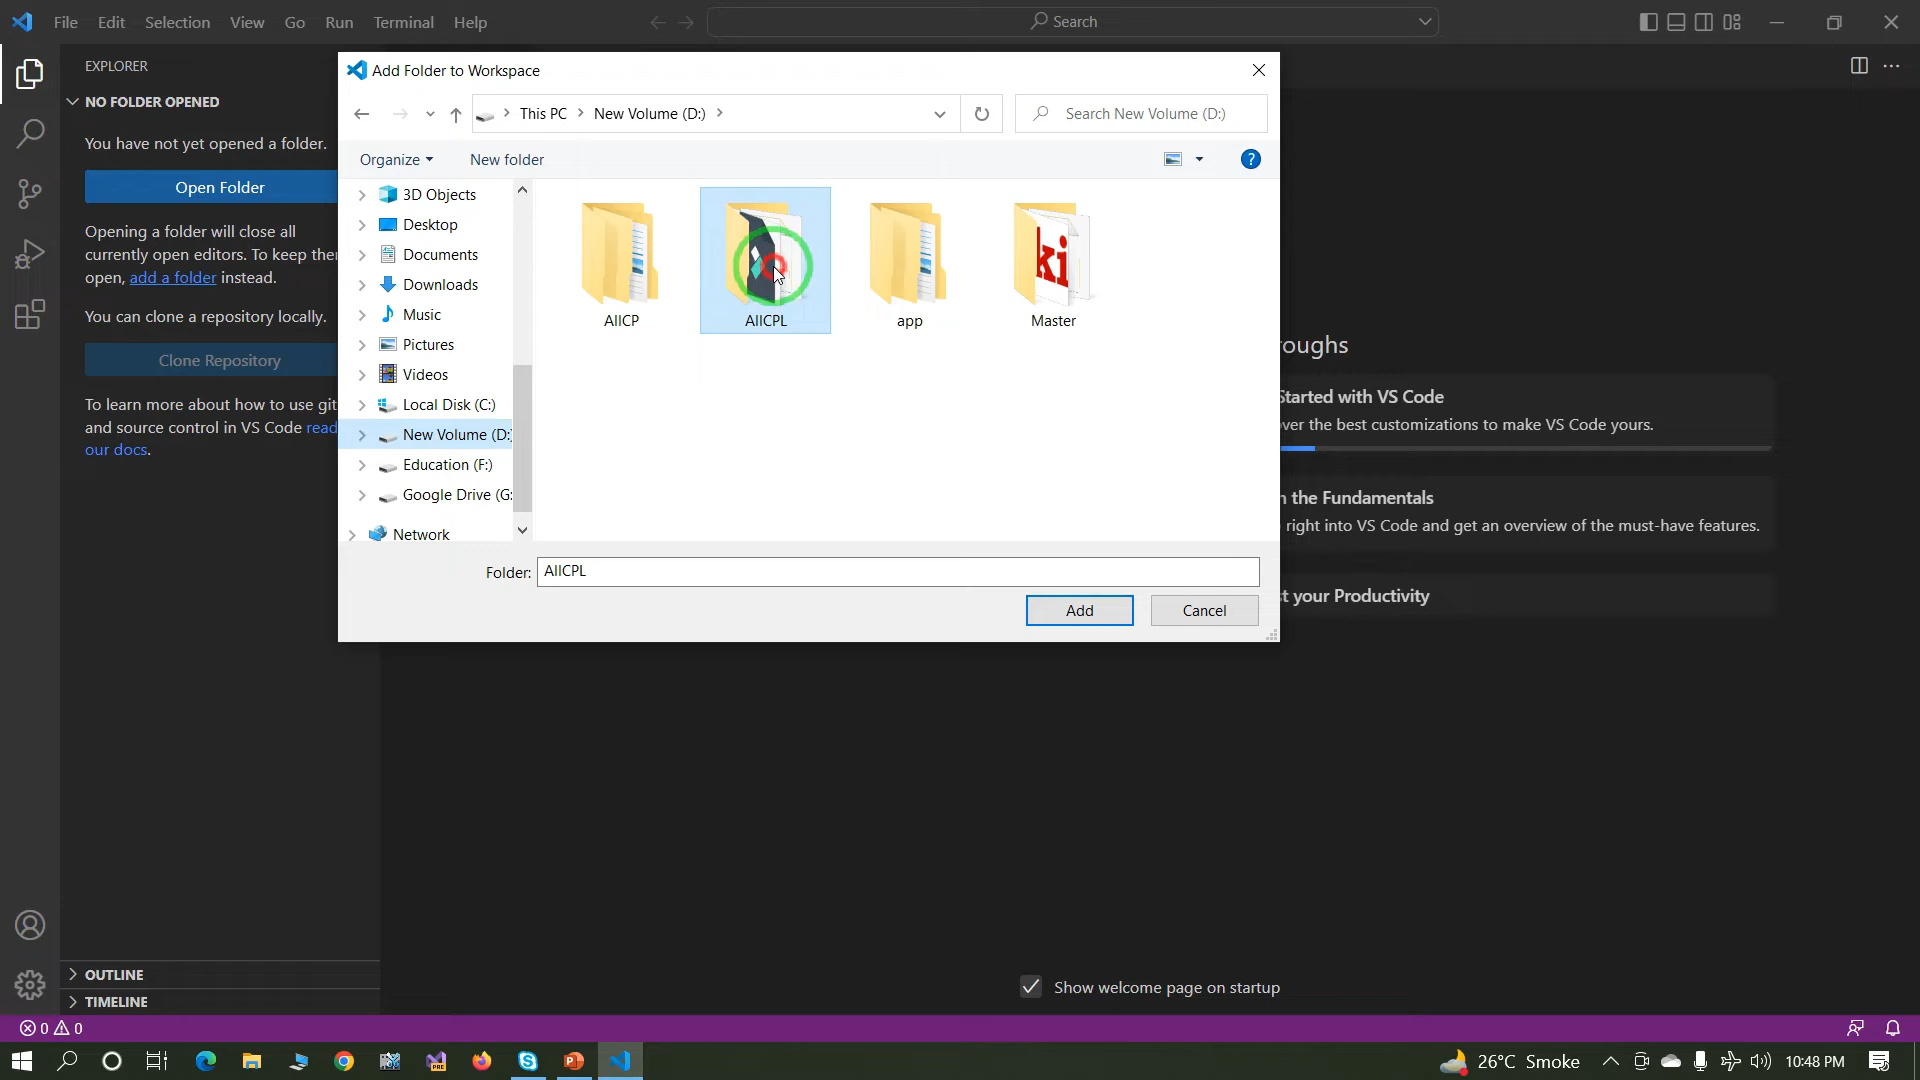 File Edit Selection View Go Run Terminal Help
Search
EXPLORER
NO FOLDER OPENED
You have not yet opened a folder.
Open Folder
Opening a folder will close all
currently open editors. To keep them
open, add a folder instead.
You can clone a repository locally.
Clone Repository
To learn more about how to use git
and source control in VS Code read
our docs.
OUTLINE
TIMELINE
Add Folder to Workspace
This PC
New Volume (D:)
Search New Volume (D:)
Organize
New folder
3D Objects
Desktop
Documents
Downloads
Music
Pictures
Videos
Local Disk (C:)
New Volume (D:)
Education (F:)
Google Drive (G:
Network
AIICP
AIICPL
app
ki
Master
Folder: AIICPL
Add
Cancel
roughs
Started with VS Code
over the best customizations to make VS Code yours.
n the Fundamentals
right into VS Code and get an overview of the must-have features.
st your Productivity
Show welcome page on startup
0 0
26°C Smoke
10:48 PM